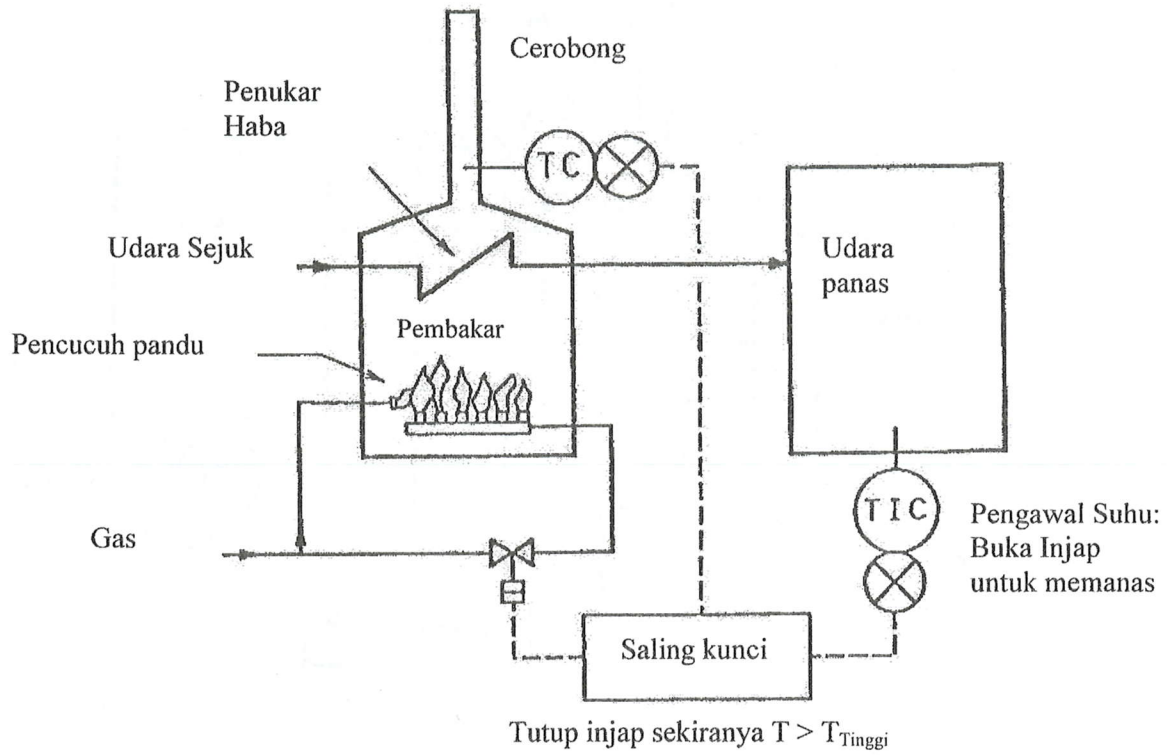 Cerobong
Penukar
Haba
TC
Udara Sejuk
Udara
panas
Pembakar
Pencucuh pandu
TIC
Pengawal Suhu:
Buka Injap
untuk memanas
Gas
Saling kunci
Tutup injap sekiranya T > TTinggi